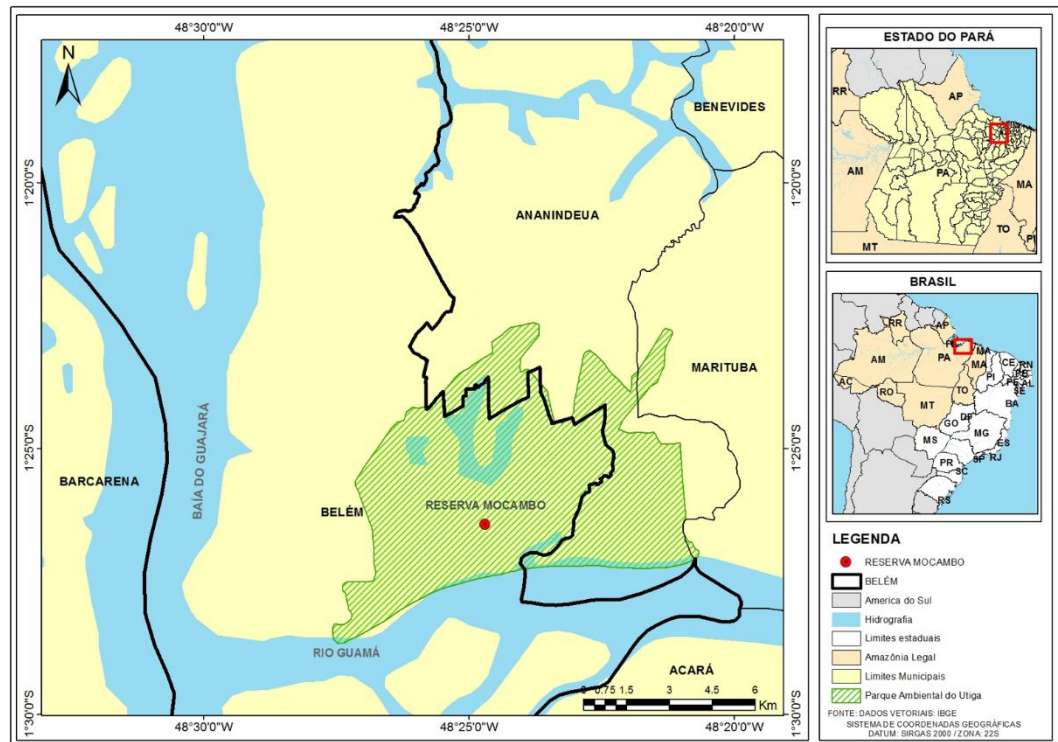 48°30'0"W
48°25'0"W
48°20'0"W
N
BENEVIDES
1°20'0"S
1°20'0"S
ANANINDEUA
MARITUBA
BAÍA DO GUAJARÁ
1°25'0"S
1°25'0"S
BARCARENA
BELÉM
RESERVA MOCAMBO
RIO GUAMÁ
ACARÁ
0 0.75 1.5 3 4.5 6
Km
1°30'0"S
1°30'0"S
48°30'0"W
48°25'0"W
48°20'0"W
ESTADO DO PARÁ
RR
AP
AM
PA
MA
TO
PI
MT
BRASIL
RR
AP
AM
PA
MA
MA
CE
RN
PI
PE
AL
SE
AC
RO
TO
BA
MT
DF
GO
MG
ES
MS
SP
RJ
PR
SC
RS
LEGENDA
RESERVA MOCAMBO
BELÉM
America do Sul
Hidrografia
Limites estaduais
Amazônia Legal
Limites Municipais
Parque Ambiental do Utiga
FONTE: DADOS VETORIAIS: IBGE
SISTEMA DE COORDENADAS GEOGRÁFICAS
DATUM: SIRGAS 2000 / ZONA: 22S